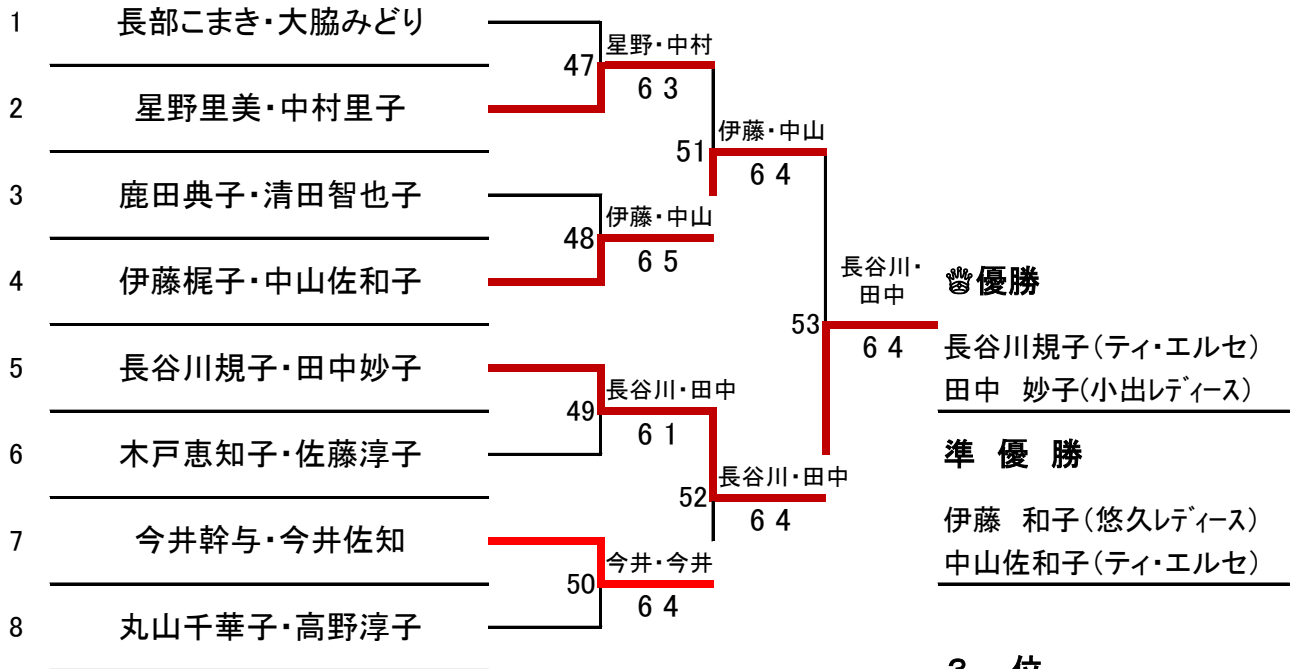 1 長部こまき・大脇みどり
47
星野・中村
6 3
2 星野里美・中村里子
51
伊藤・中山
6 4
3 鹿田典子・清田智也子
48
伊藤・中山
6 5
4 伊藤梶子・中山佐和子
53
長谷川・
田中
6 4
5 長谷川規子・田中妙子
49
長谷川・田中
6 1
6 木戸恵知子・佐藤淳子
52
長谷川・田中
6 4
7 今井幹与・今井佐知
50
今井・今井
6 4
8 丸山千華子・高野淳子
♕優勝
長谷川規子(ティ・エルセ)
田中　妙子(小出レディース)
準 優 勝
伊藤　和子(悠久レディース)
中山佐和子(ティ・エルセ)
３ 位